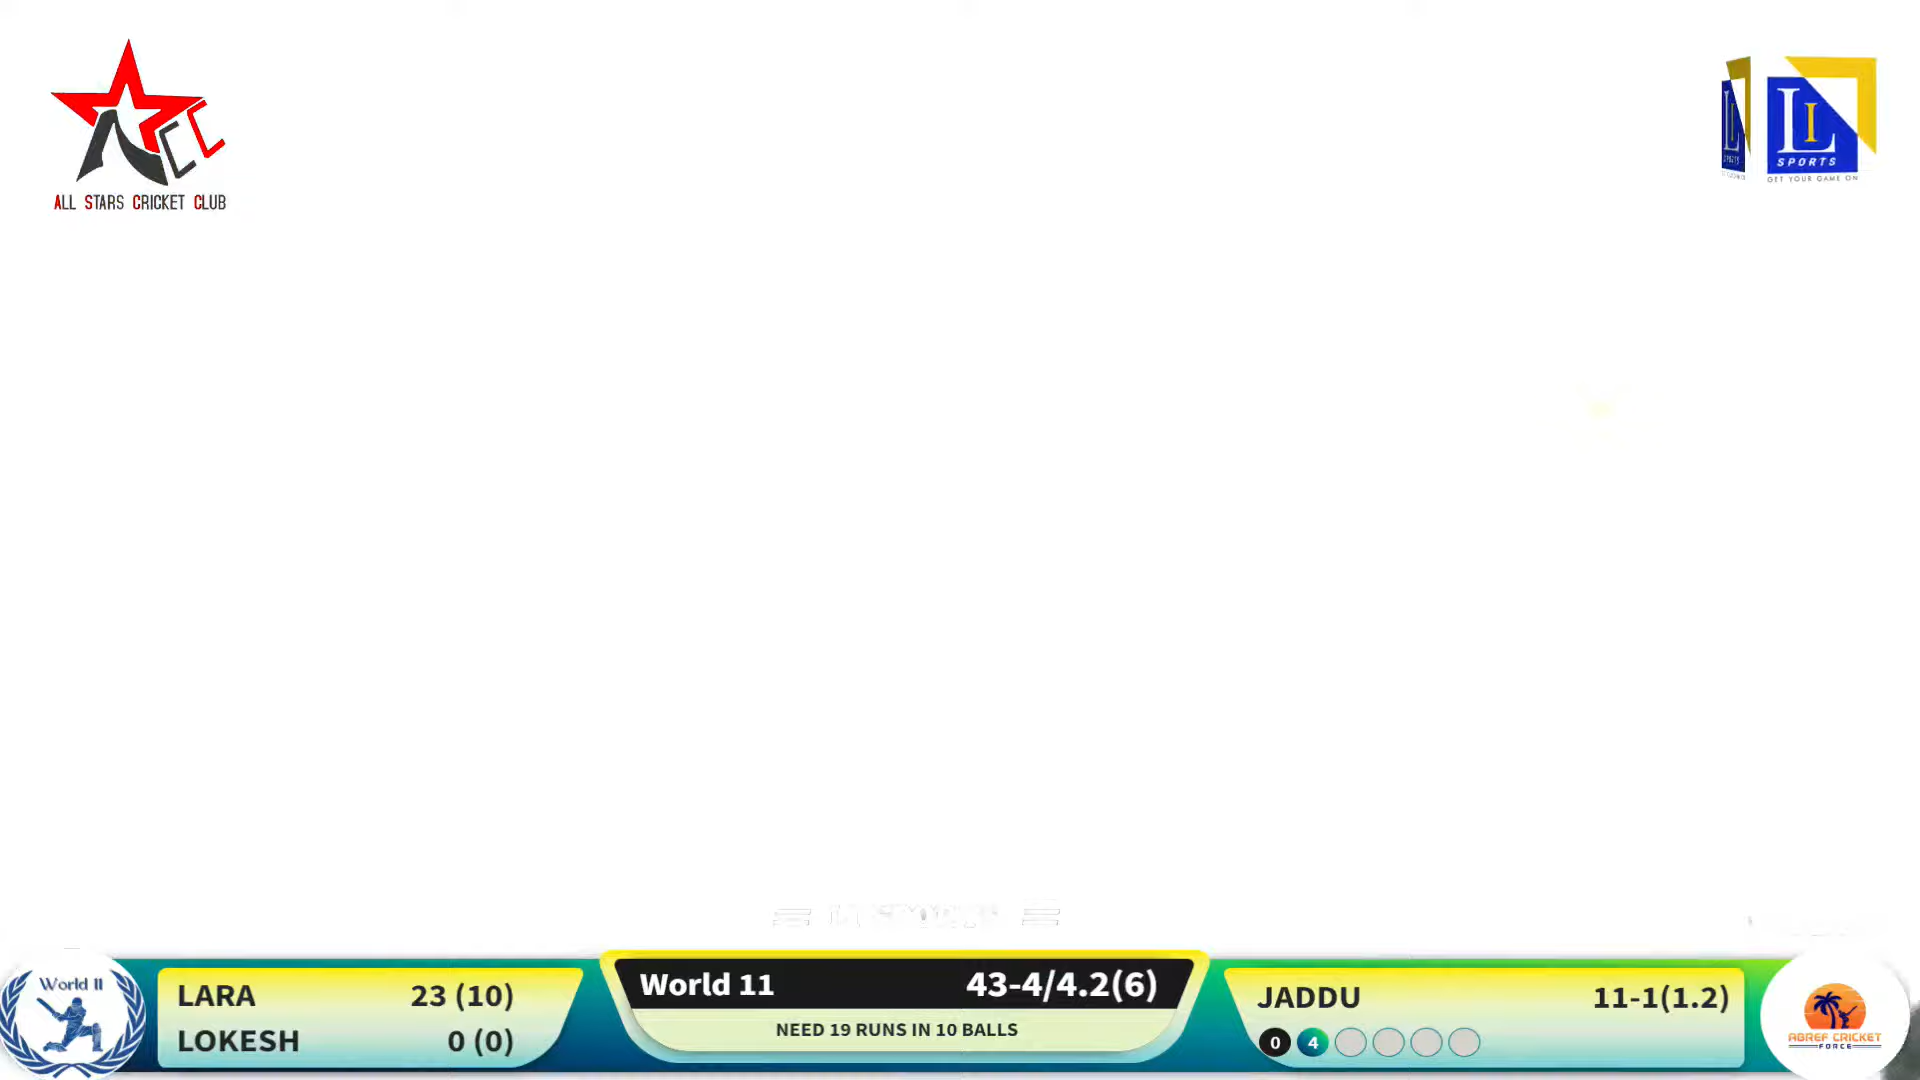 ALL STARS CRICKET CLUB
LI
SPORTS
GET YOUR GAME ON
World 11
LARA 23 (10)
LOKESH 0 (0)
World 11 43-4/4.2(6)
NEED 19 RUNS IN 10 BALLS
JADDU 11-1(1.2)
0 4
ABREF CRICKET
FORCE